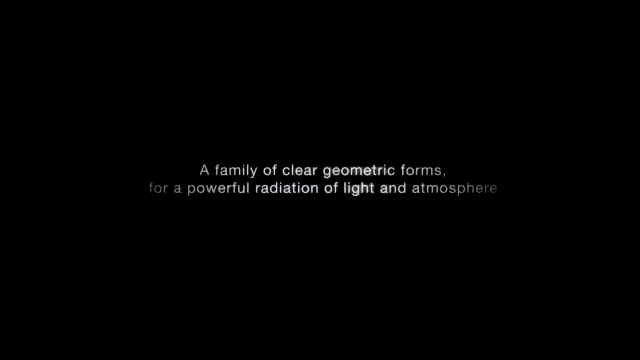 A family of clear geometric forms,
for a powerful radiation of light and atmosphere